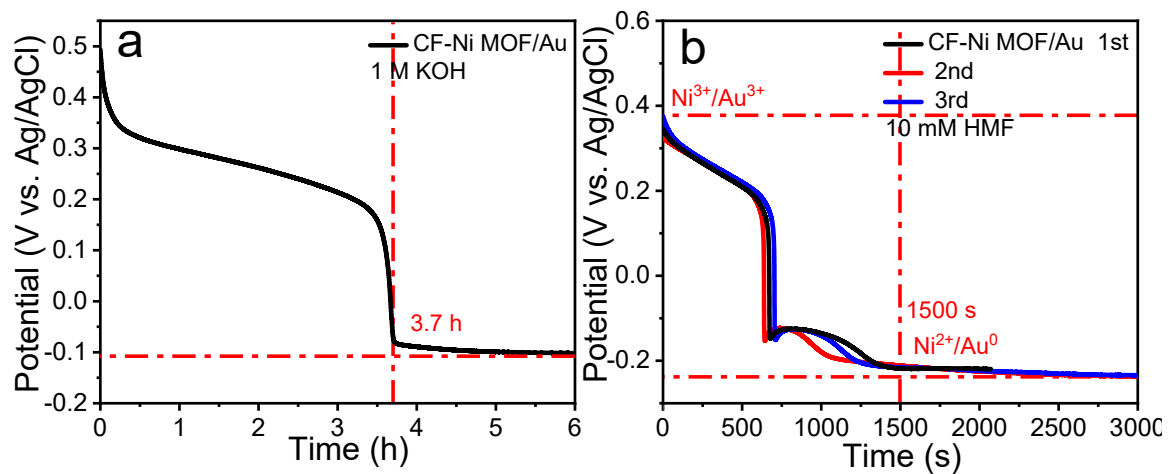 a
CF-Ni MOF/Au
1 M KOH
3.7 h
0.5
0.4
0.3
0.2
0.1
0.0
-0.1
-0.2
Potential (V vs. Ag/AgCl)
0 1 2 3 4 5 6
Time (h)
b
CF-Ni MOF/Au 1st
2nd
3rd
10 mM HMF
Ni³⁺/Au³⁺
1500 s
Ni²⁺/Au⁰
0.6
0.4
0.2
0.0
-0.2
Potential (V vs. Ag/AgCl)
0 500 1000 1500 2000 2500 3000
Time (s)